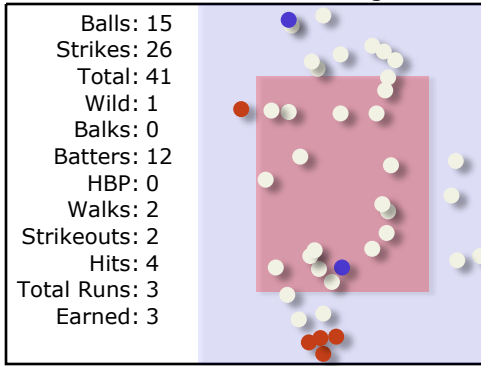 Balls: 15
Strikes: 26
Total: 41
Wild: 1
Balks: 0
Batters: 12
HBP: 0
Walks: 2
Strikeouts: 2
Hits: 4
Total Runs: 3
Earned: 3